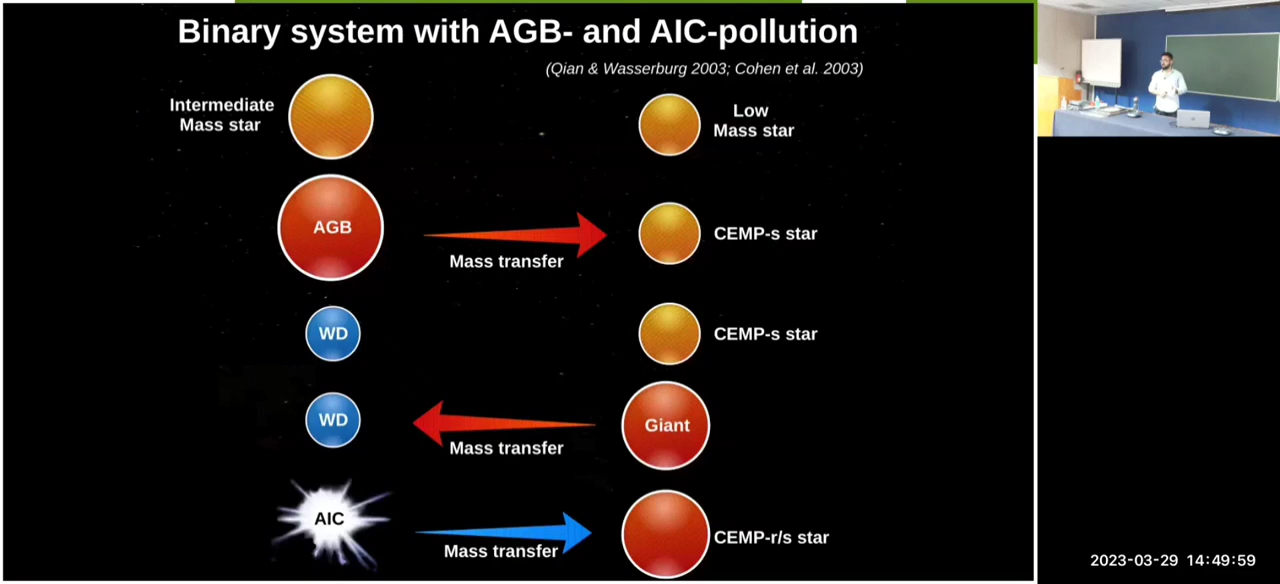 Binary system with AGB- and AIC-pollution
(Qian & Wasserburg 2003; Cohen et al. 2003)
Intermediate
Mass star
Low
Mass star
AGB
Mass transfer
CEMP-s star
WD
CEMP-s star
WD
Mass transfer
Giant
AIC
Mass transfer
CEMP-r/s star
2023-03-29 14:49:59